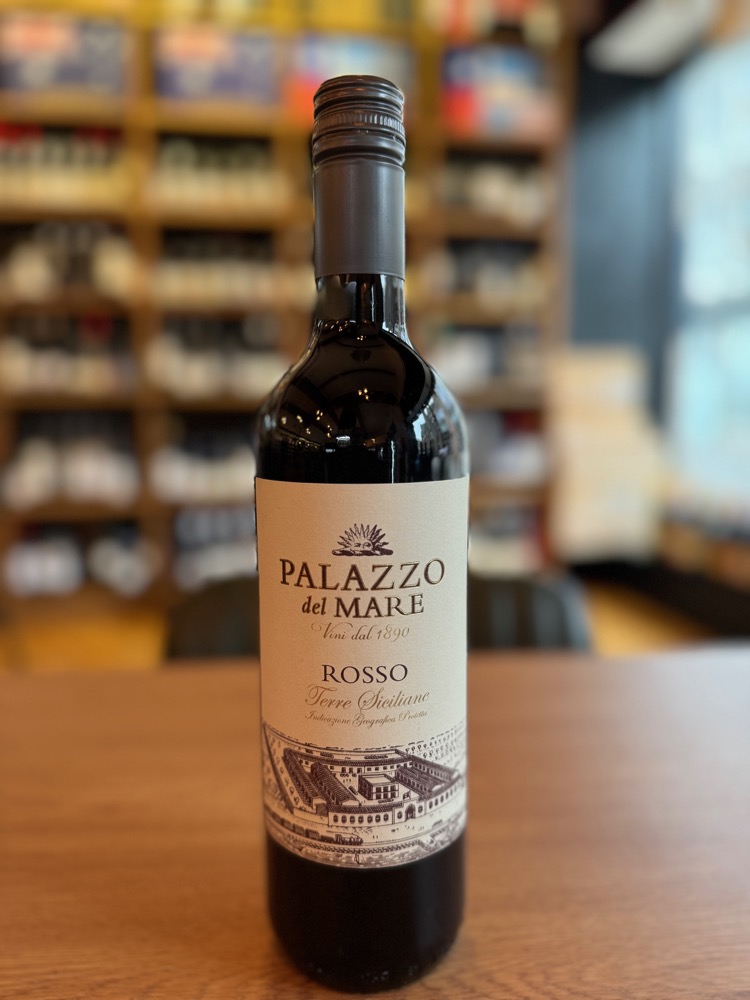 PALAZZO
del MARE
Vini dal 1890
ROSSO
Terre Siciliane
Indicazione Geografica Protetta